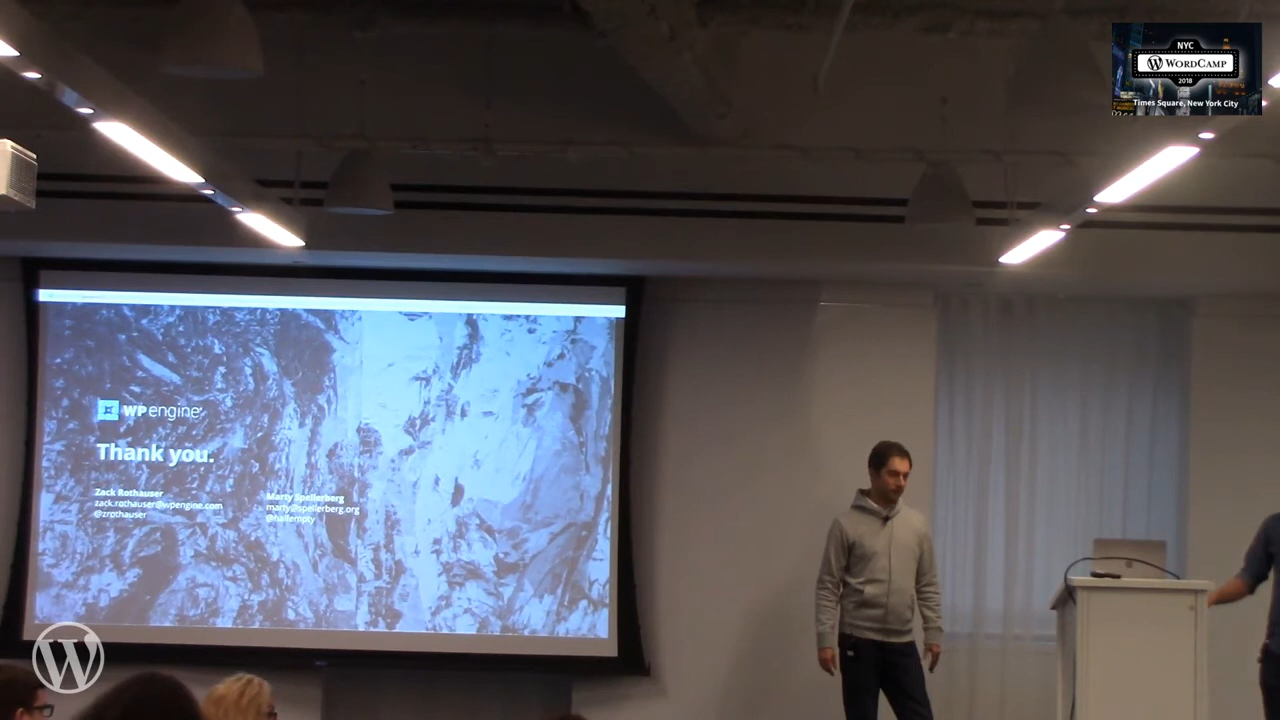 NYC
WORDCAMP
2018
Times Square, New York City
WP engine
Thank you.
Zack Rothauser
zack.rothauser@wpengine.com
@zrothauser
Marty Spellerberg
marty@spellerberg.org
@halfempty